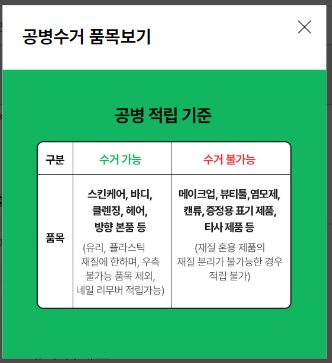 공병수거 품목보기
공병 적립 기준
구분
수거 가능
수거 불가능
품목
스킨케어, 바디,
클렌징, 헤어,
방향 본품 등
(유리, 플라스틱
재질에 한하며, 우측
불가능 품목 제외,
네일 리무버 적립가능)
메이크업, 뷰티툴, 염모제,
캔류, 증정용 표기 제품,
타사 제품 등
(재질 혼용 제품의
재질 분리가 불가능한 경우
적립 불가)